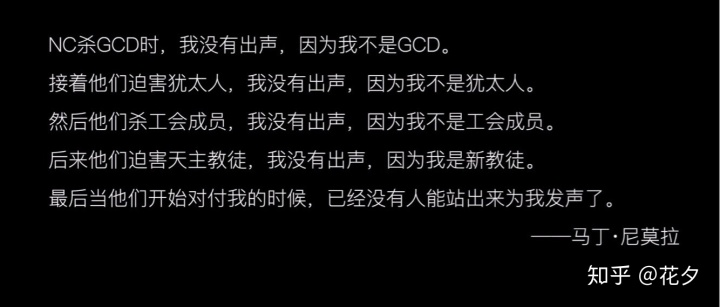 NC杀GCD时，我没有出声，因为我不是GCD。
接着他们迫害犹太人，我没有出声，因为我不是犹太人。
然后他们杀工会成员，我没有出声，因为我不是工会成员。
后来他们迫害天主教徒，我没有出声，因为我是新教徒。
最后当他们开始对付我的时候，已经没有人能站出来为我发声了。
——马丁·尼莫拉
知乎 @花夕